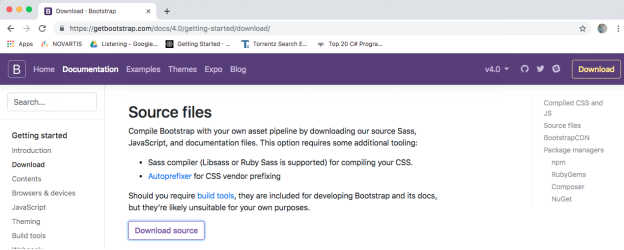 Download · Bootstrap
https://getbootstrap.com/docs/4.0/getting-started/download/
Apps NOVARTIS Listening - Google... Getting Started - ... Torrentz Search E... Top 20 C# Progra...
B Home Documentation Examples Themes Expo Blog v4.0 Download
Search...
Getting started
Introduction
Download
Contents
Browsers & devices
JavaScript
Theming
Build tools
Source files
Compile Bootstrap with your own asset pipeline by downloading our source Sass,
JavaScript, and documentation files. This option requires some additional tooling:
• Sass compiler (Libsass or Ruby Sass is supported) for compiling your CSS.
• Autoprefixer for CSS vendor prefixing
Should you require build tools, they are included for developing Bootstrap and its docs,
but they're likely unsuitable for your own purposes.
Download source
Compiled CSS and
JS
Source files
BootstrapCDN
Package managers
npm
RubyGems
Composer
NuGet